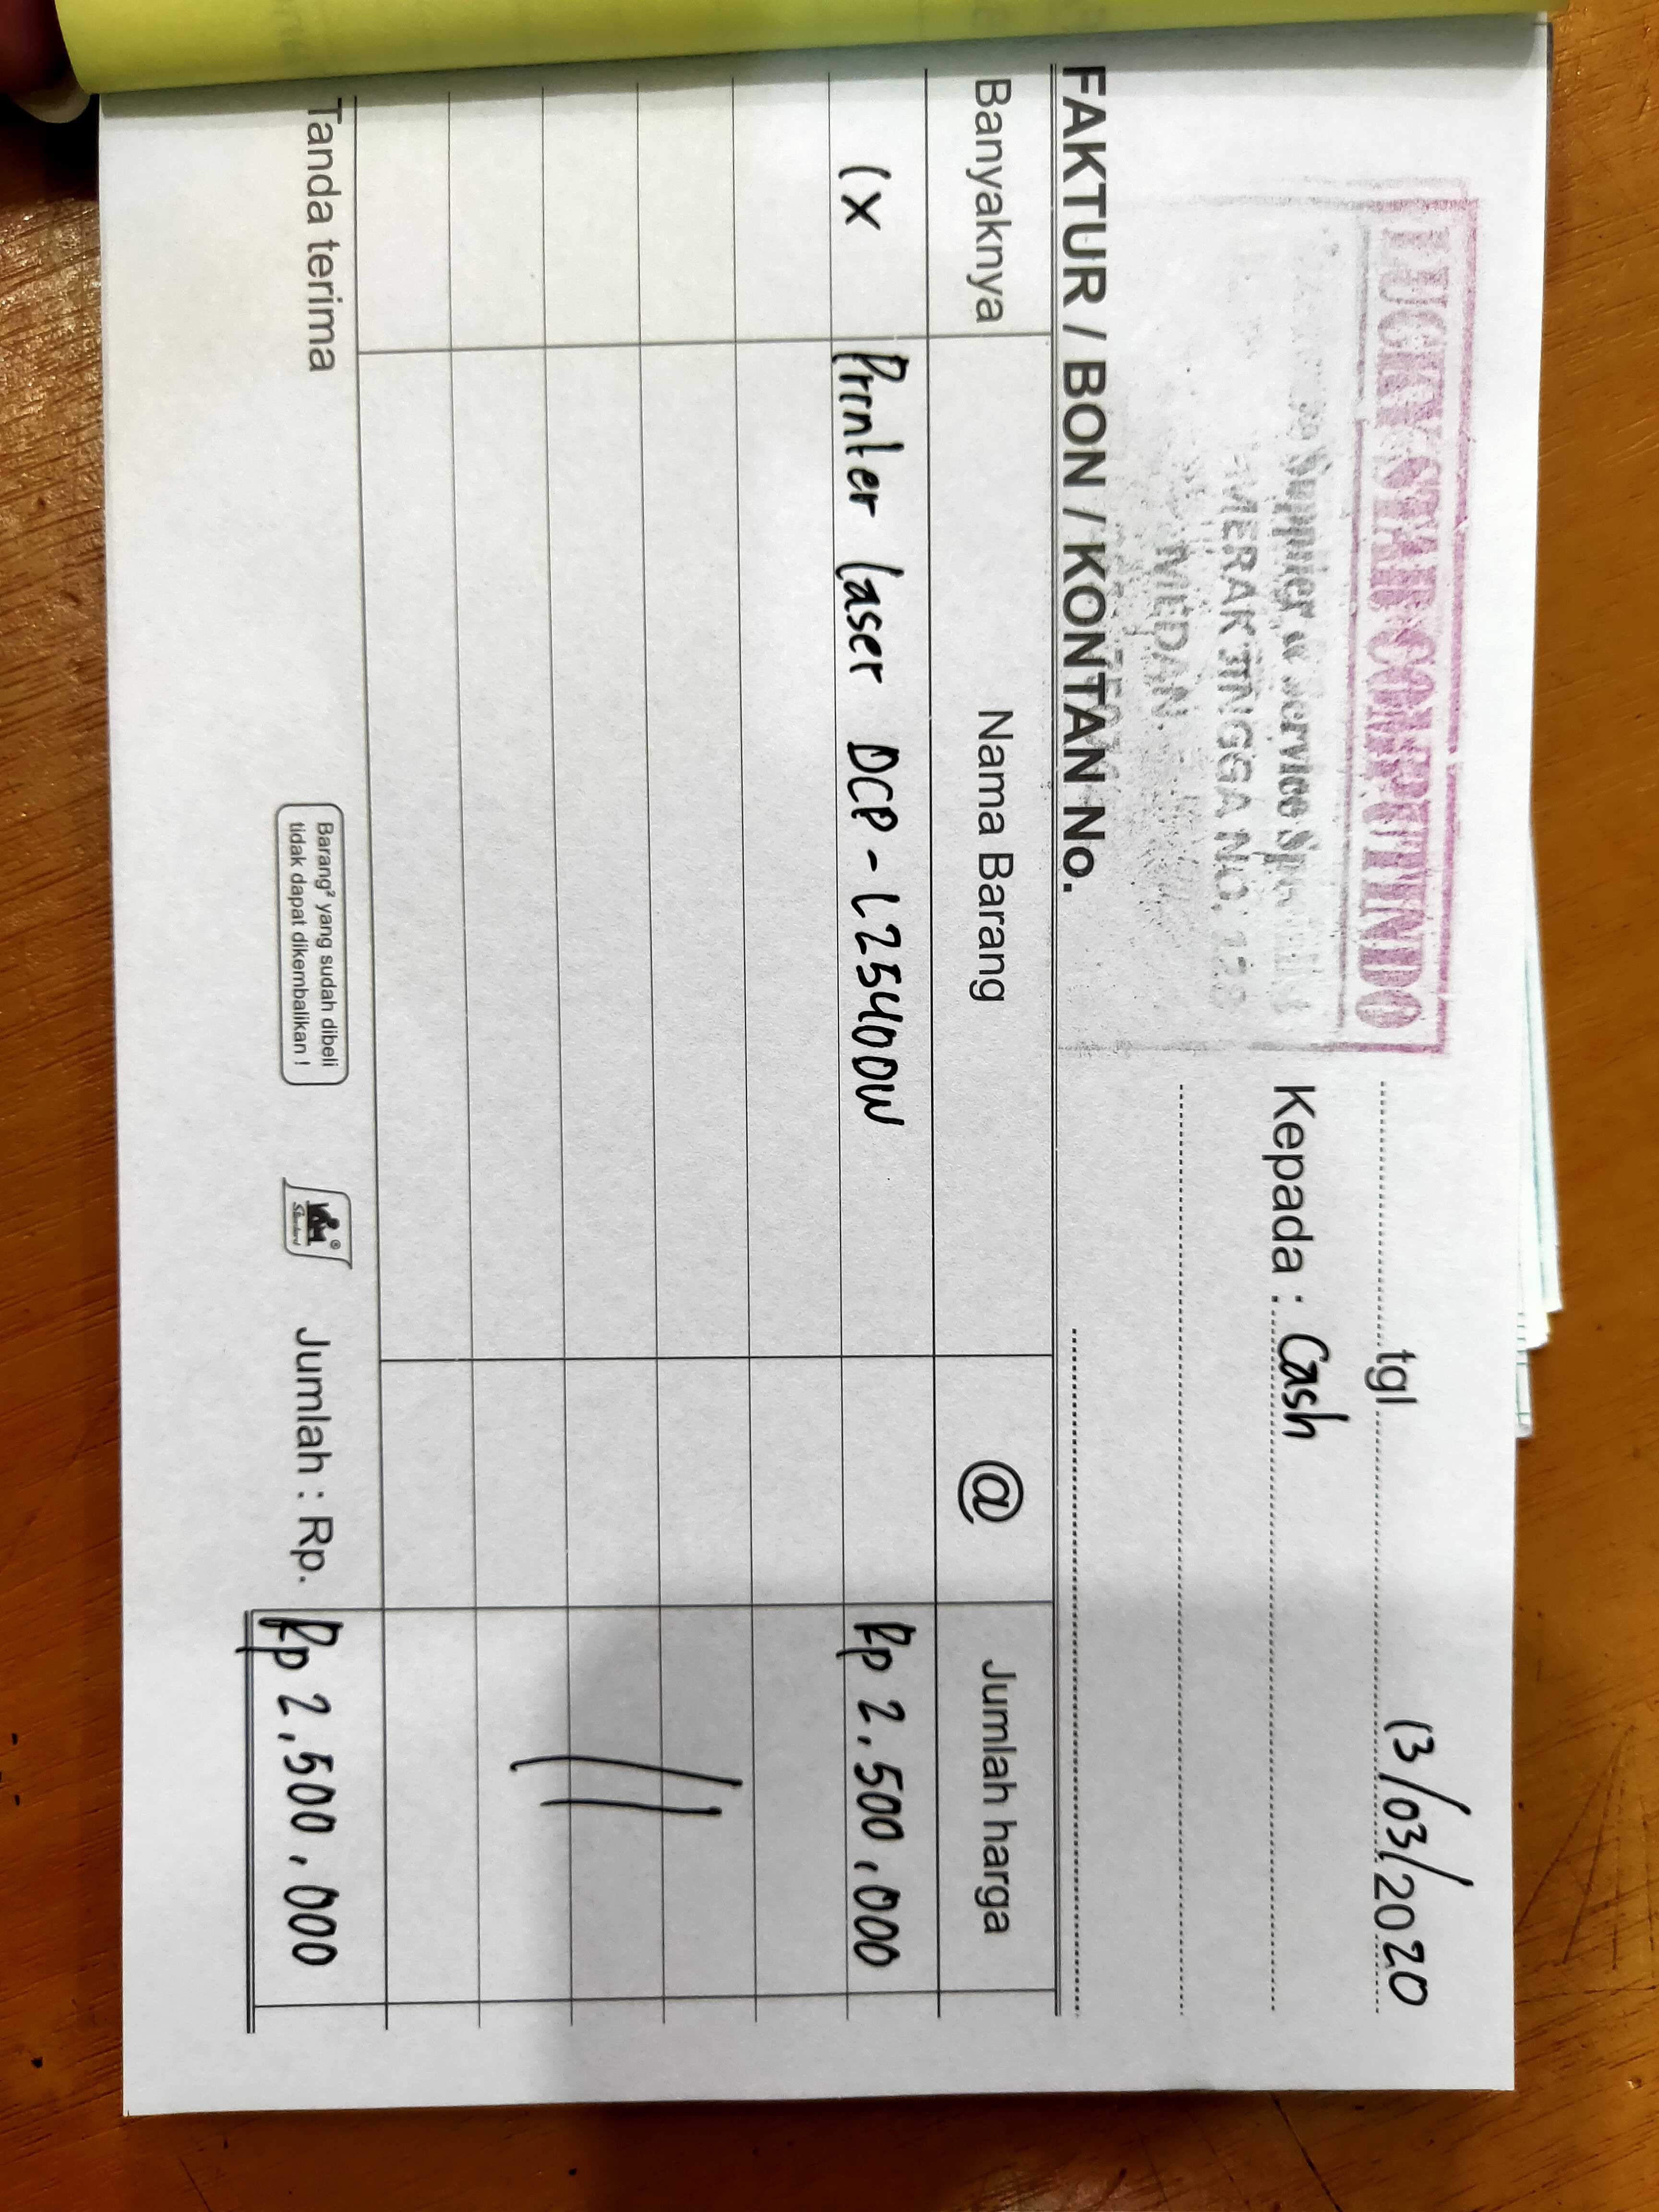 LUCKY STAR COMPUTINDO
Supplier & Service
MERAK JINGGA NO.
MEDAN.
tgl 13/03/2020
Kepada : Cash
FAKTUR / BON / KONTAN No.
Banyaknya Nama Barang @ Jumlah harga
1x Printer laser DCP-L2540DW Rp 2.500.000
Tanda terima
Barang² yang sudah dibeli
tidak dapat dikembalikan !
Jumlah : Rp. Rp 2.500.000